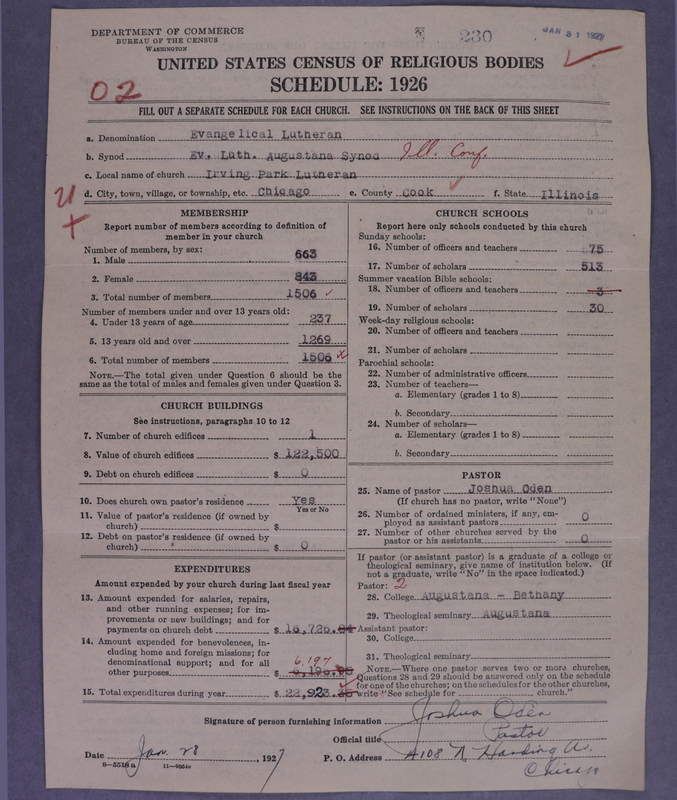 DEPARTMENT OF COMMERCE
BUREAU OF THE CENSUS
WASHINGTON
230
JAN 31 1927
UNITED STATES CENSUS OF RELIGIOUS BODIES
SCHEDULE: 1926
02
FILL OUT A SEPARATE SCHEDULE FOR EACH CHURCH. SEE INSTRUCTIONS ON THE BACK OF THIS SHEET
a. Denomination Evangelical Lutheran
b. Synod Ev. Luth. Augustana Synod Ill. Conf.
c. Local name of church Irving Park Lutheran
d. City, town, village, or township, etc. Chicago e. County Cook f. State Illinois
MEMBERSHIP
Report number of members according to definition of
member in your church
Number of members, by sex:
1. Male 663
2. Female 843
3. Total number of members 1506
Number of members under and over 13 years old:
4. Under 13 years of age 237
5. 13 years old and over 1269
6. Total number of members 1506
NOTE.—The total given under Question 6 should be the
same as the total of males and females given under Question 3.
CHURCH BUILDINGS
See instructions, paragraphs 10 to 12
7. Number of church edifices 1
8. Value of church edifices $ 122,500
9. Debt on church edifices $ 0
10. Does church own pastor's residence Yes
Yes or No
11. Value of pastor's residence (if owned by
church) $
12. Debt on pastor's residence (if owned by
church) $ 0
EXPENDITURES
Amount expended by your church during last fiscal year
13. Amount expended for salaries, repairs,
and other running expenses; for im-
provements or new buildings; and for
payments on church debt $ 16,726.84
14. Amount expended for benevolences, in-
cluding home and foreign missions; for
denominational support; and for all
6,197
other purposes $
15. Total expenditures during year $ 22,923.
CHURCH SCHOOLS
Report here only schools conducted by this church
Sunday schools:
16. Number of officers and teachers 75
17. Number of scholars 513
Summer vacation Bible schools:
18. Number of officers and teachers 3
19. Number of scholars 30
Week-day religious schools:
20. Number of officers and teachers
21. Number of scholars
Parochial schools:
22. Number of administrative officers
23. Number of teachers—
a. Elementary (grades 1 to 8)
b. Secondary
24. Number of scholars—
a. Elementary (grades 1 to 8)
b. Secondary
PASTOR
25. Name of pastor Joshua Oden
(If church has no pastor, write "None")
26. Number of ordained ministers, if any, em-
ployed as assistant pastors 0
27. Number of other churches served by the
pastor or his assistants 0
If pastor (or assistant pastor) is a graduate of a college or
theological seminary, give name of institution below. (If
not a graduate, write "No" in the space indicated.)
Pastor: 2
28. College Augustana - Bethany
29. Theological seminary Augustana
Assistant pastor:
30. College
31. Theological seminary
NOTE.—Where one pastor serves two or more churches,
Questions 28 and 29 should be answered only on the schedule
for one of the churches; on the schedules for the other churches,
write "See schedule for church."
Signature of person furnishing information Joshua Oden
Official title Pastor
Date Jan. 28, 1927 P. O. Address 4108 N. Harding A.
Chicago